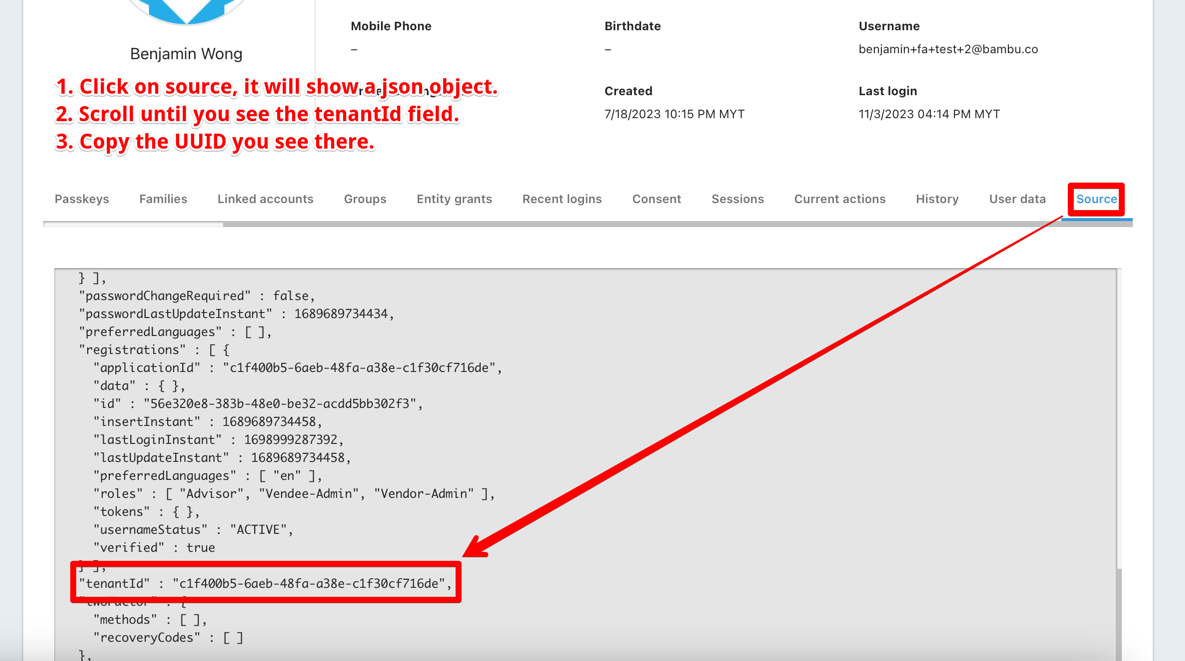 Mobile Phone
Birthdate
Username
Benjamin Wong
–
–
benjamin+fa+test+2@bambu.co
1. Click on source, it will show a json object.
Created
Last login
2. Scroll until you see the tenantId field.
7/18/2023 10:15 PM MYT
11/3/2023 04:14 PM MYT
3. Copy the UUID you see there.
Passkeys Families Linked accounts Groups Entity grants Recent logins Consent Sessions Current actions History User data Source
} ],
"passwordChangeRequired" : false,
"passwordLastUpdateInstant" : 1689689734434,
"preferredLanguages" : [ ],
"registrations" : [ {
"applicationId" : "c1f400b5-6aeb-48fa-a38e-c1f30cf716de",
"data" : { },
"id" : "56e320e8-383b-48e0-be32-acdd5bb302f3",
"insertInstant" : 1689689734458,
"lastLoginInstant" : 1698999287392,
"lastUpdateInstant" : 1689689734458,
"preferredLanguages" : [ "en" ],
"roles" : [ "Advisor", "Vendee-Admin", "Vendor-Admin" ],
"tokens" : { },
"usernameStatus" : "ACTIVE",
"verified" : true
} ],
"tenantId" : "c1f400b5-6aeb-48fa-a38e-c1f30cf716de",
"twoFactor" : {
"methods" : [ ],
"recoveryCodes" : [ ]
},